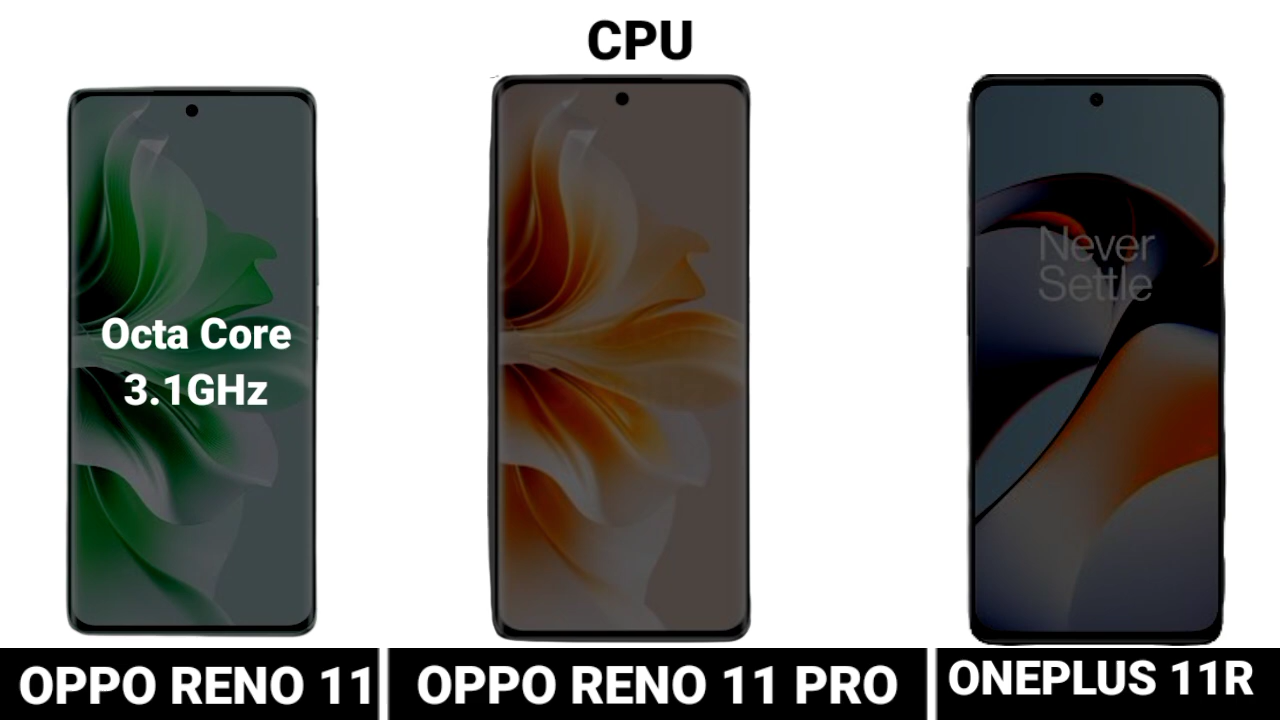 CPU
Octa Core
3.1GHz
Never
Settle
OPPO RENO 11
OPPO RENO 11 PRO
ONEPLUS 11R